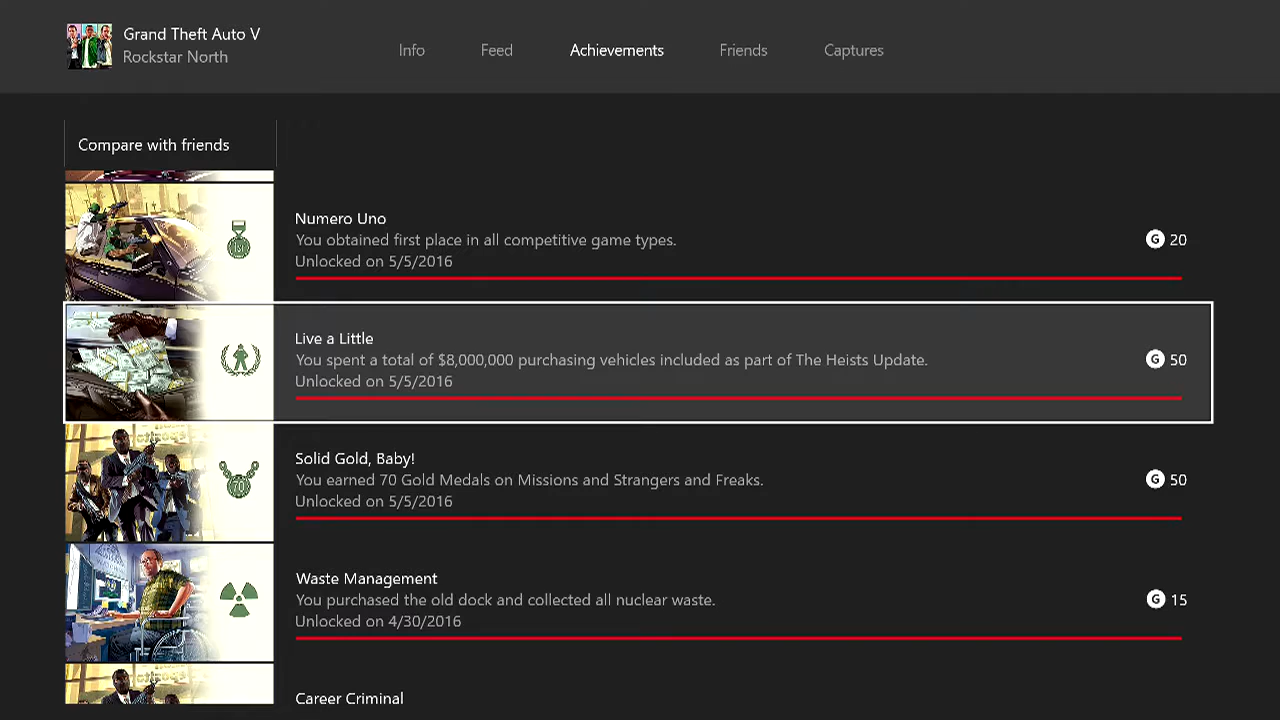 Grand Theft Auto V
Rockstar North
Info
Feed
Achievements
Friends
Captures
Compare with friends
Numero Uno
You obtained first place in all competitive game types.
Unlocked on 5/5/2016
G 20
1ST
Live a Little
You spent a total of $8,000,000 purchasing vehicles included as part of The Heists Update.
Unlocked on 5/5/2016
G 50
Solid Gold, Baby!
You earned 70 Gold Medals on Missions and Strangers and Freaks.
Unlocked on 5/5/2016
G 50
70
Waste Management
You purchased the old dock and collected all nuclear waste.
Unlocked on 4/30/2016
G 15
Career Criminal